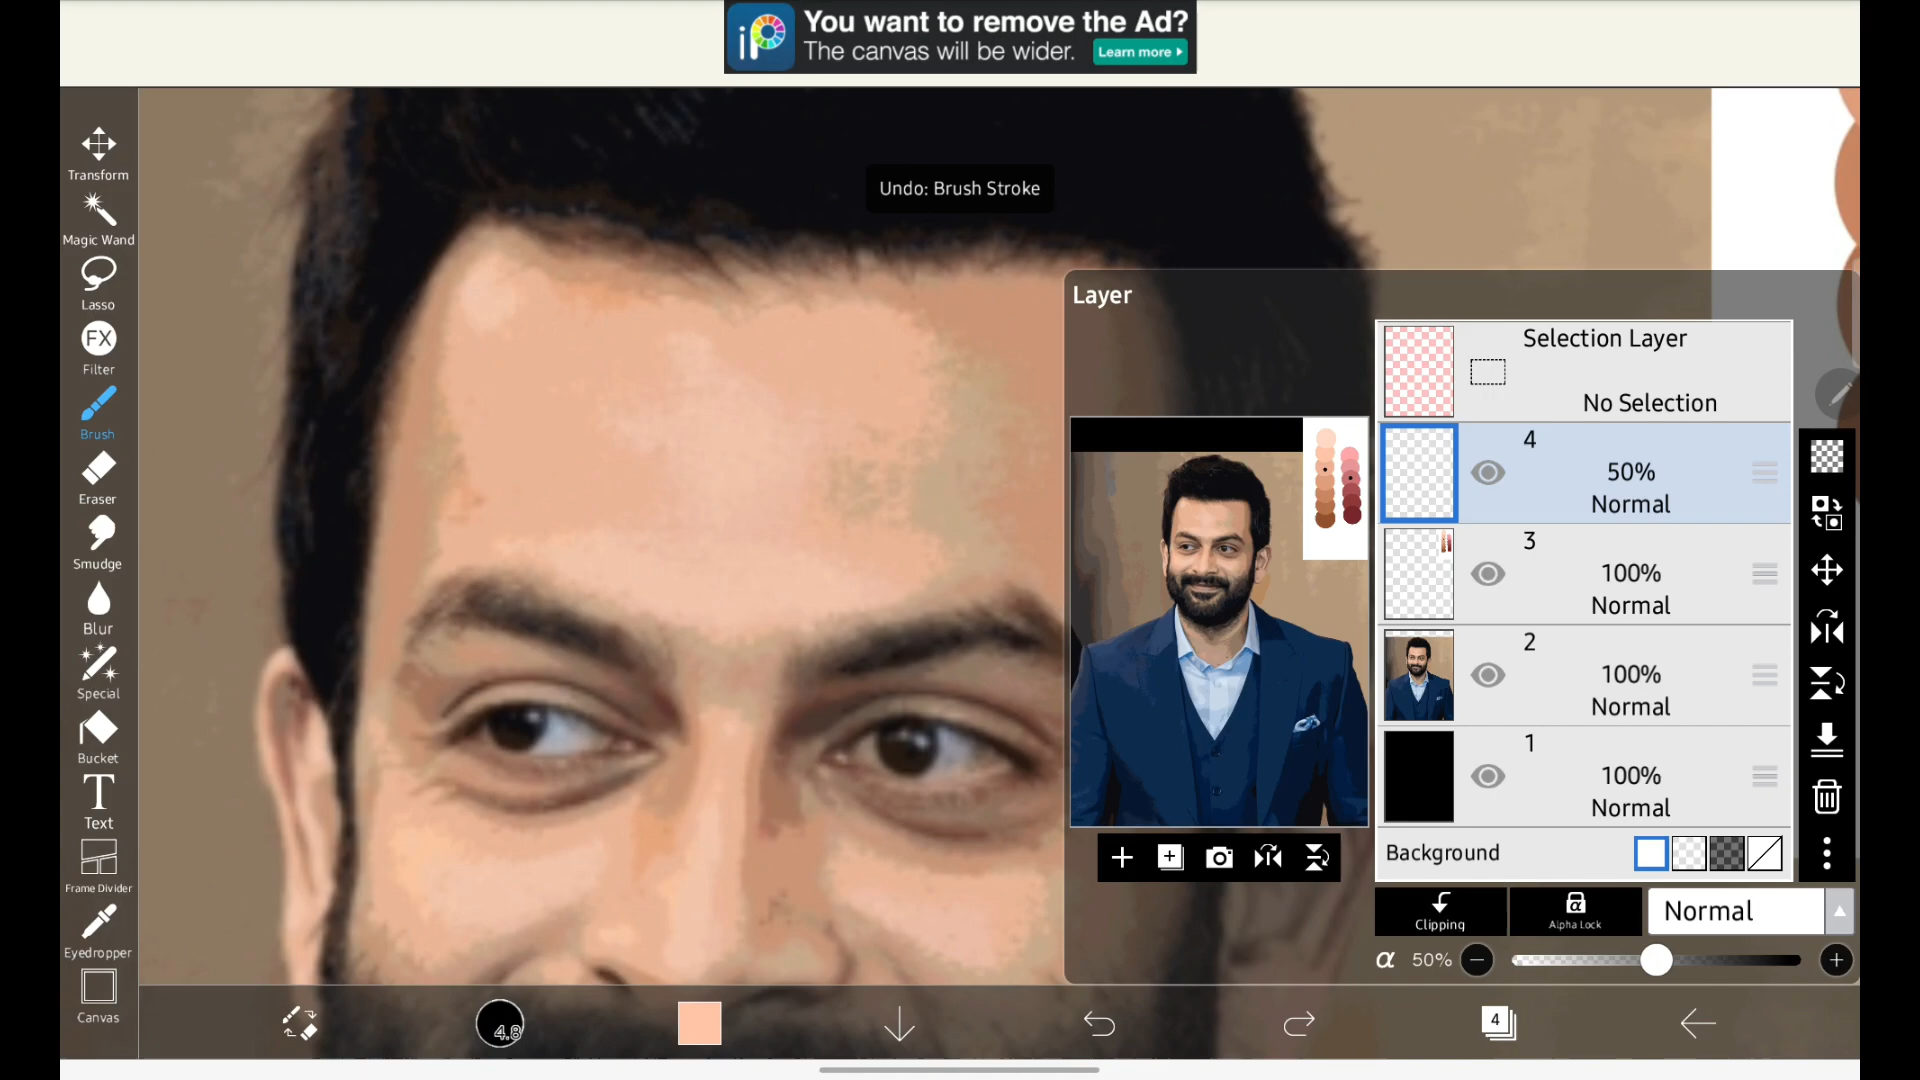 iP
You want to remove the Ad?
The canvas will be wider.
Learn more
Transform
Magic Wand
Lasso
FX
Filter
Brush
Eraser
Smudge
Blur
Special
Bucket
T
Text
Frame Divider
Eyedropper
Canvas
Undo: Brush Stroke
Layer
Selection Layer
No Selection
4
50%
Normal
3
100%
Normal
2
100%
Normal
1
100%
Normal
Background
Clipping
α
Alpha Lock
Normal
α 50%
4.8
4